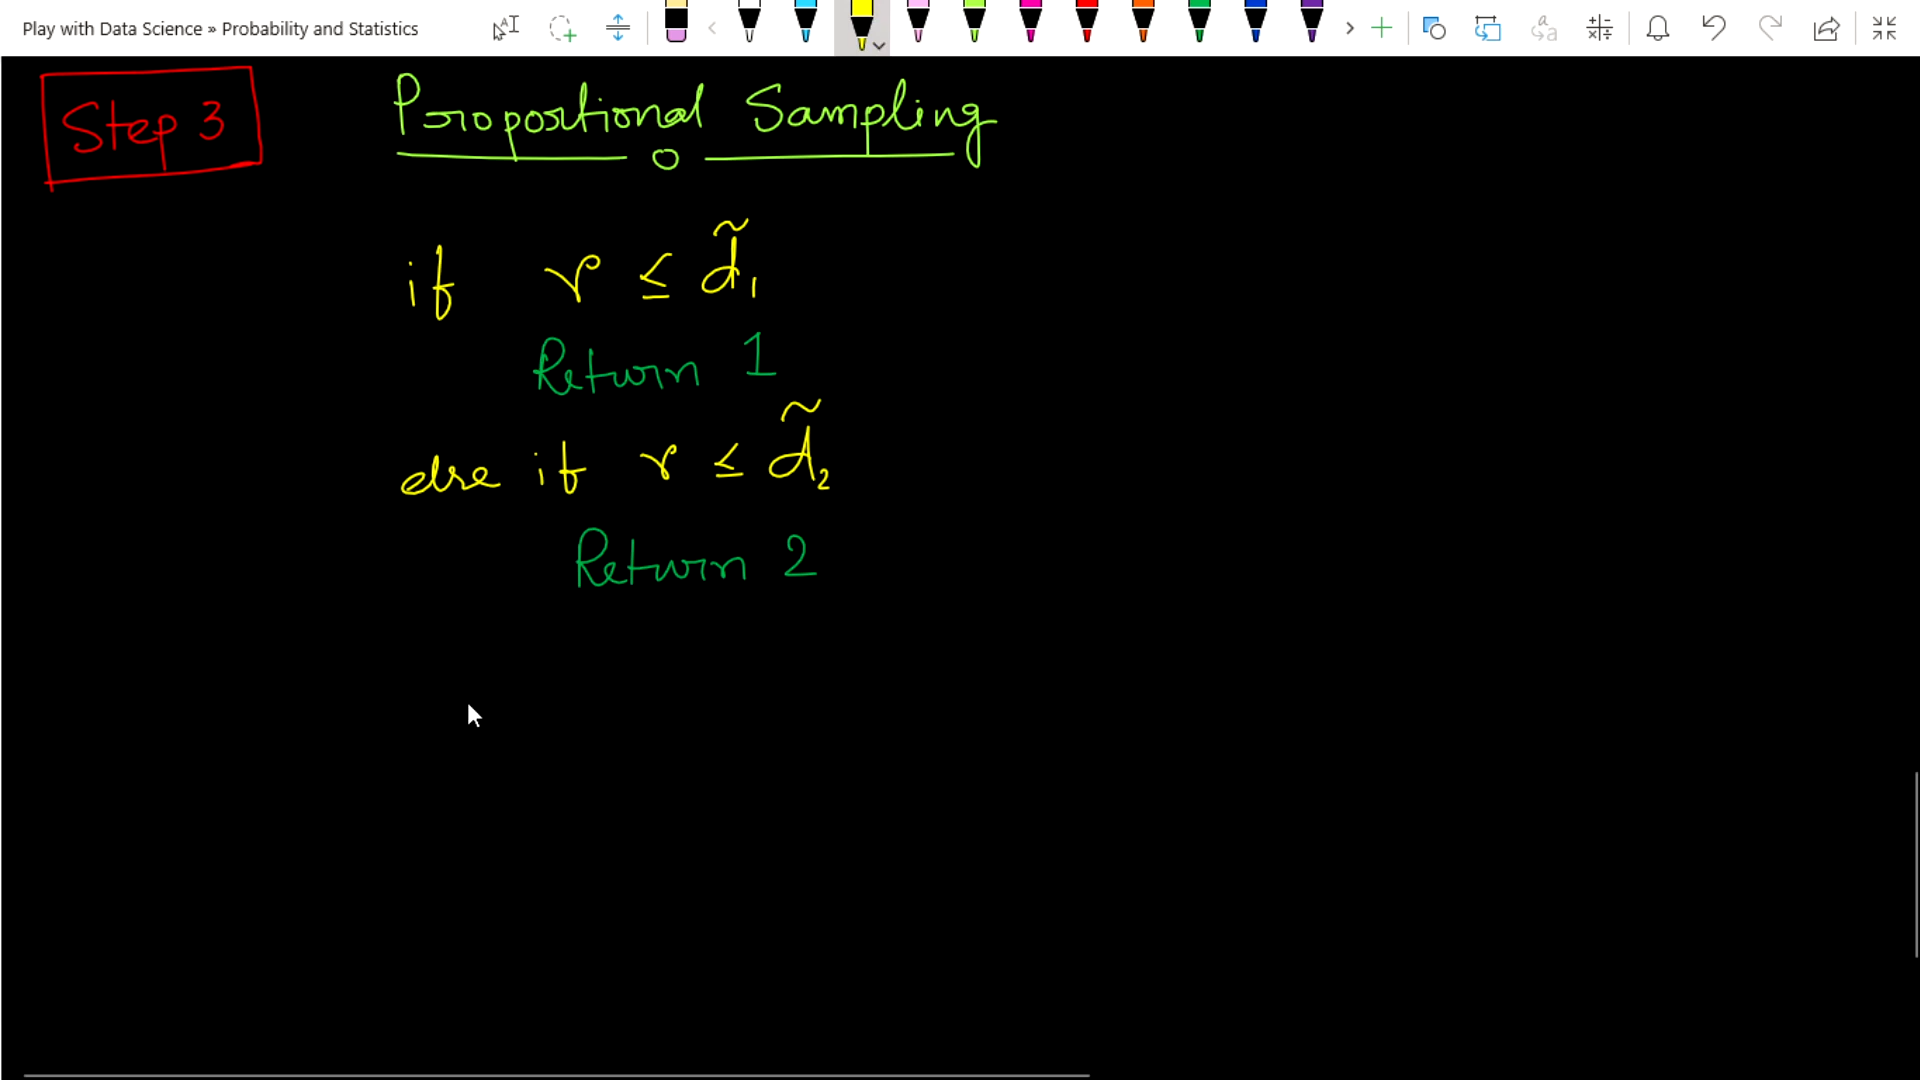 Play with Data Science » Probability and Statistics
Step 3
Proportional Sampling
if r ≤ d̃₁
Return 1
else if r ≤ d̃₂
Return 2